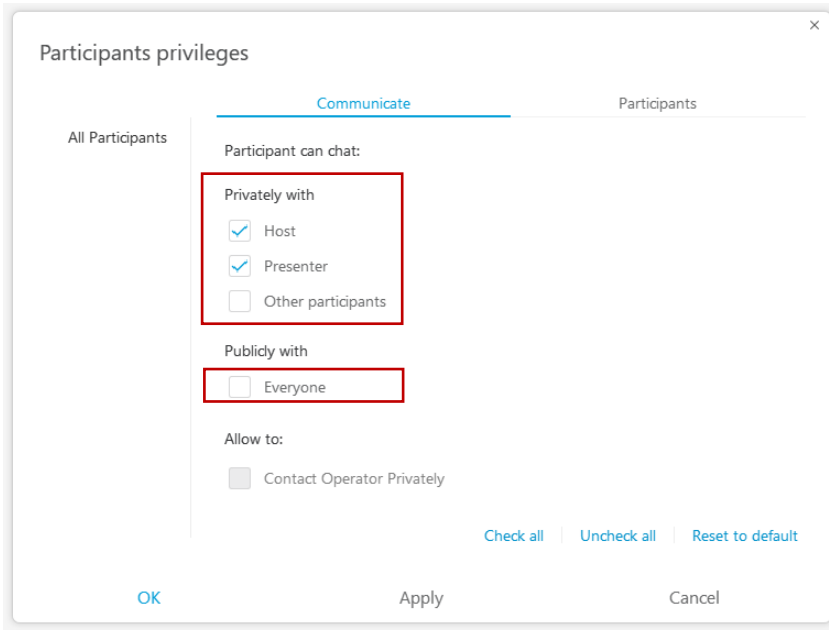 Participants privileges
Communicate
Participants
All Participants
Participant can chat:
Privately with
Host
Presenter
Other participants
Publicly with
Everyone
Allow to:
Contact Operator Privately
Check all
Uncheck all
Reset to default
OK
Apply
Cancel